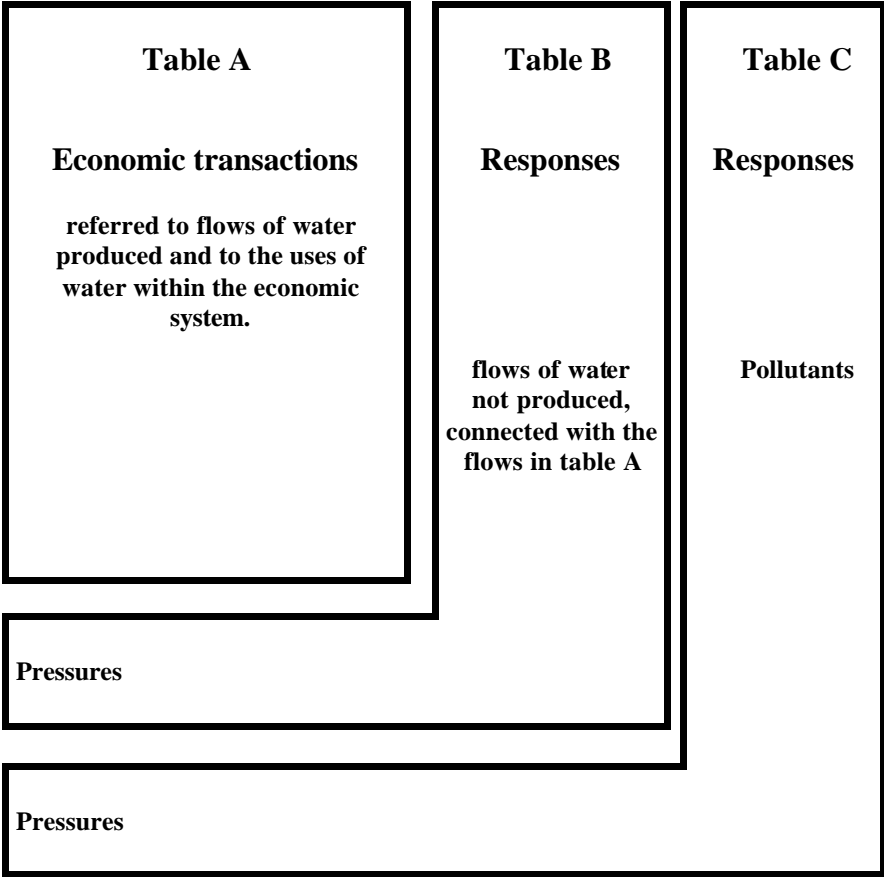 Table A
Economic transactions
referred to flows of water
produced and to the uses of
water within the economic
system.
Table B
Responses
flows of water
not produced,
connected with the
flows in table A
Table C
Responses
Pollutants
Pressures
Pressures